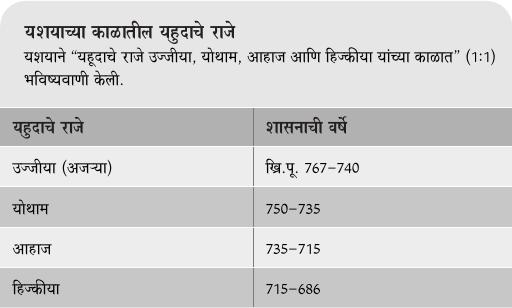 यशयाच्या काळातील यहुदाचे राजे
यशयाने “यहूदाचे राजे उज्जीया, योथाम, आहाज आणि हिज्कीया यांच्या काळात” (1:1)
भविष्यवाणी केली.
यहुदाचे राजे शासनाची वर्षे
उज्जीया (अजऱ्या) ख्रि.पू. 767–740
योथाम 750–735
आहाज 735–715
हिज्कीया 715–686